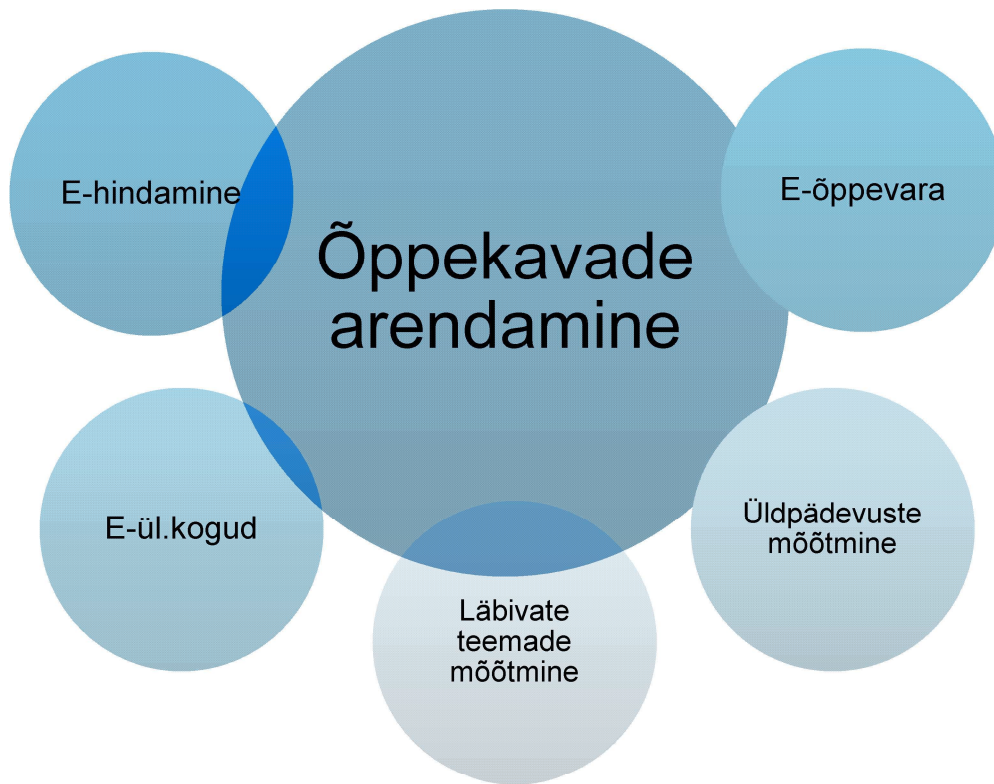 E-hindamine
Õppekavade
arendamine
E-õppevara
E-ül.kogud
Läbivate
teemade
mõõtmine
Üldpädevuste
mõõtmine